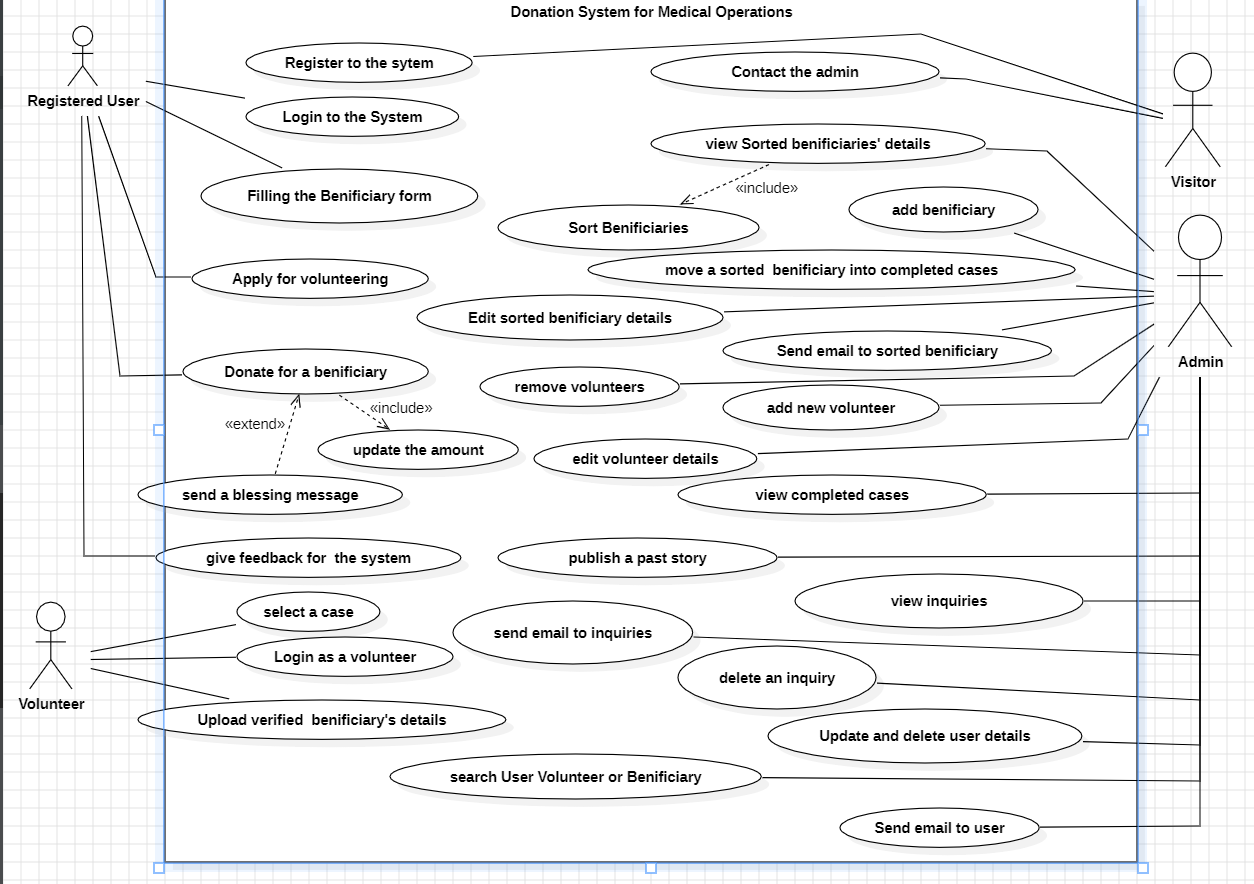 Donation System for Medical Operations
Register to the sytem
Contact the admin
Registered User
Login to the System
view Sorted benificiaries' details
Visitor
«include»
Filling the Benificiary form
add benificiary
Sort Benificiaries
move a sorted  benificiary into completed cases
Apply for volunteering
Edit sorted benificiary details
Send email to sorted benificiary
Admin
Donate for a benificiary
remove volunteers
«include»
add new volunteer
«extend»
update the amount
edit volunteer details
send a blessing message
view completed cases
give feedback for  the system
publish a past story
view inquiries
select a case
send email to inquiries
Login as a volunteer
delete an inquiry
Volunteer
Upload verified  benificiary's details
Update and delete user details
search User Volunteer or Benificiary
Send email to user